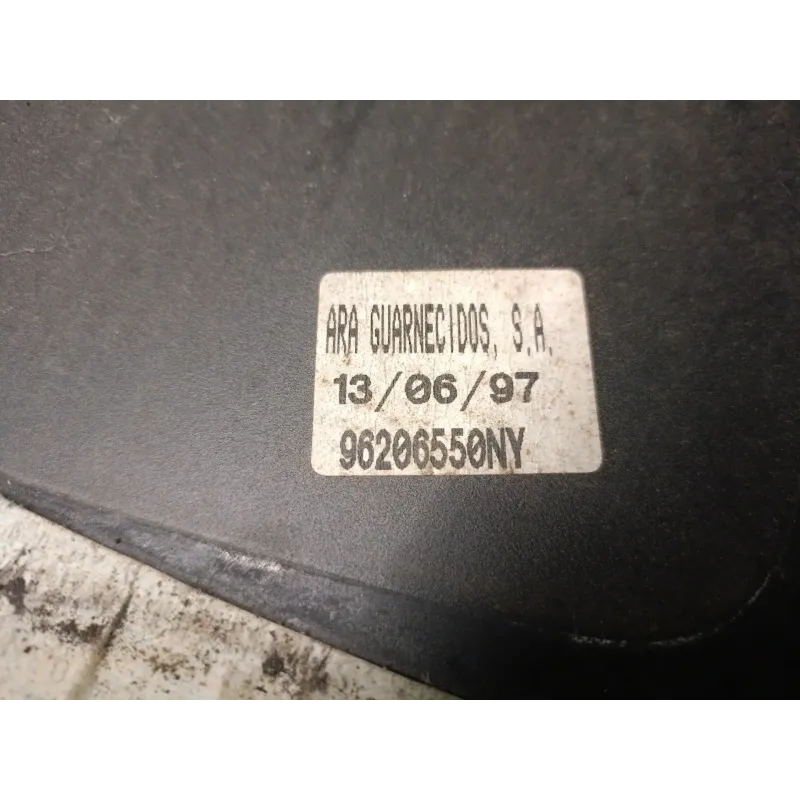 ARA GUARNECIDOS, S.A.
13/06/97
96206550NY